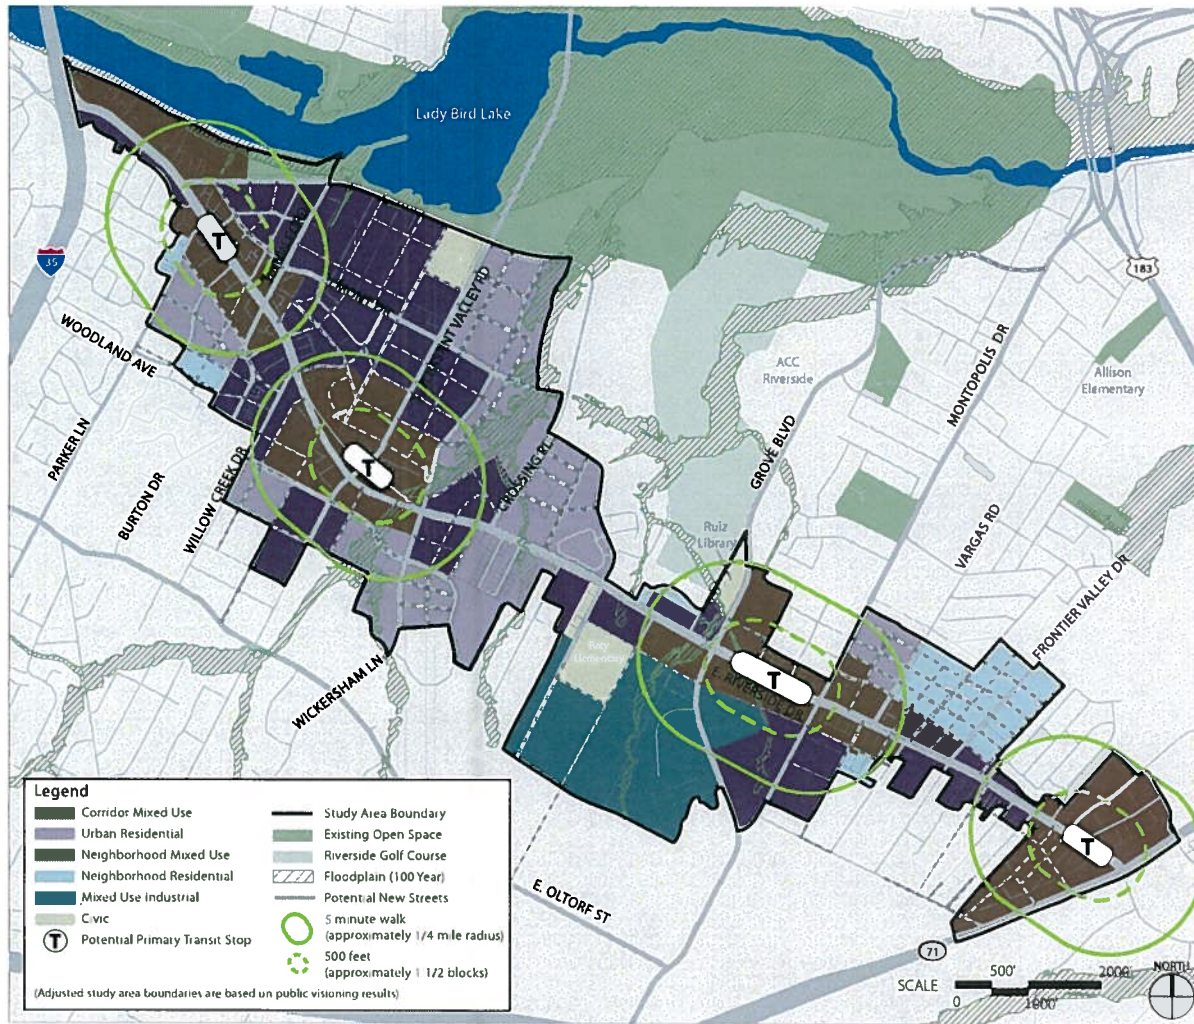 Lady Bird Lake
35
183
WOODLAND AVE
PARKER LN
BURTON DR
WILLOW CREEK DR
CROSSING PL
WICKERSHAM LN
ACC
Riverside
GROVE BLVD
MONTOPOLIS DR
Allison
Elementary
Ruiz
Library
VARGAS RD
FRONTIER VALLEY DR
Elementary
E. RIVERSIDE DR
T
T
T
T
E. OLTORF ST
71
Legend
Corridor Mixed Use
Urban Residential
Neighborhood Mixed Use
Neighborhood Residential
Mixed Use Industrial
Civic
T Potential Primary Transit Stop
Study Area Boundary
Existing Open Space
Riverside Golf Course
Floodplain (100 Year)
Potential New Streets
5 minute walk
(approximately 1/4 mile radius)
500 feet
(approximately 1 1/2 blocks)
(Adjusted study area boundaries are based on public visioning results)
SCALE
500'
2000'
0
1000'
NORTH